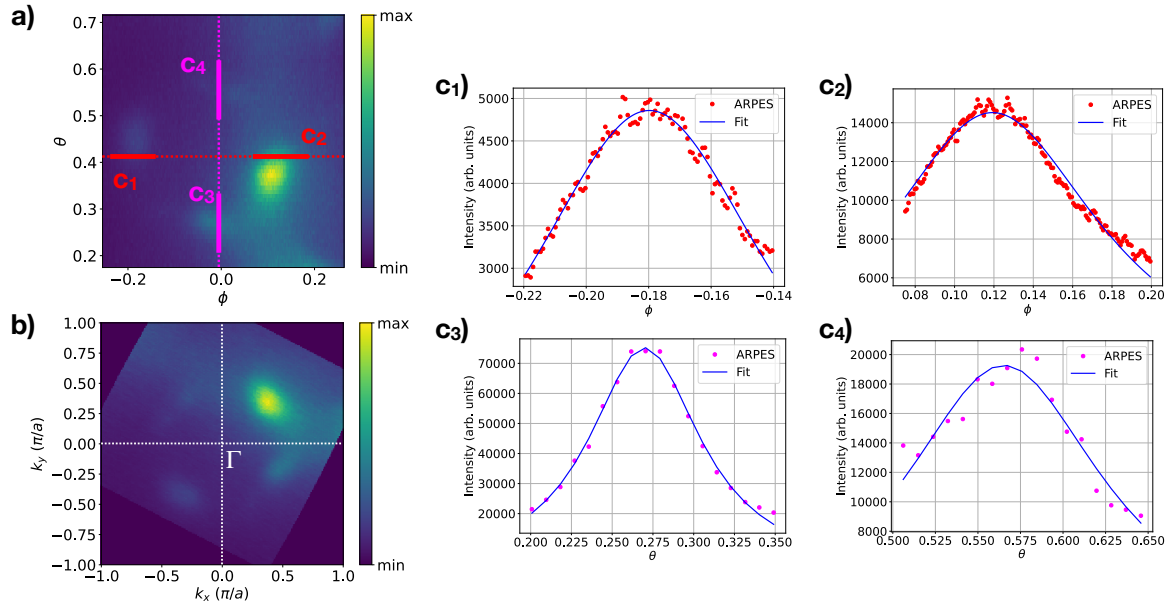 a)
0.7
0.6
0.5
0.4
0.3
0.2
θ
−0.2
0.0
0.2
ϕ
c4
c2
c1
c3
max
min
b)
1.00
0.75
0.50
0.25
0.00
−0.25
−0.50
−0.75
−1.00
k_y (π/a)
−1.0
−0.5
0.0
0.5
1.0
k_x (π/a)
Γ
max
min
c1)
5000
4500
4000
3500
3000
Intensity (arb. units)
ARPES
Fit
−0.22
−0.20
−0.18
−0.16
−0.14
ϕ
c2)
14000
12000
10000
8000
6000
Intensity (arb. units)
ARPES
Fit
0.08
0.10
0.12
0.14
0.16
0.18
0.20
ϕ
c3)
70000
60000
50000
40000
30000
20000
Intensity (arb. units)
ARPES
Fit
0.200
0.225
0.250
0.275
0.300
0.325
0.350
θ
c4)
20000
18000
16000
14000
12000
10000
8000
Intensity (arb. units)
ARPES
Fit
0.500
0.525
0.550
0.575
0.600
0.625
0.650
θ